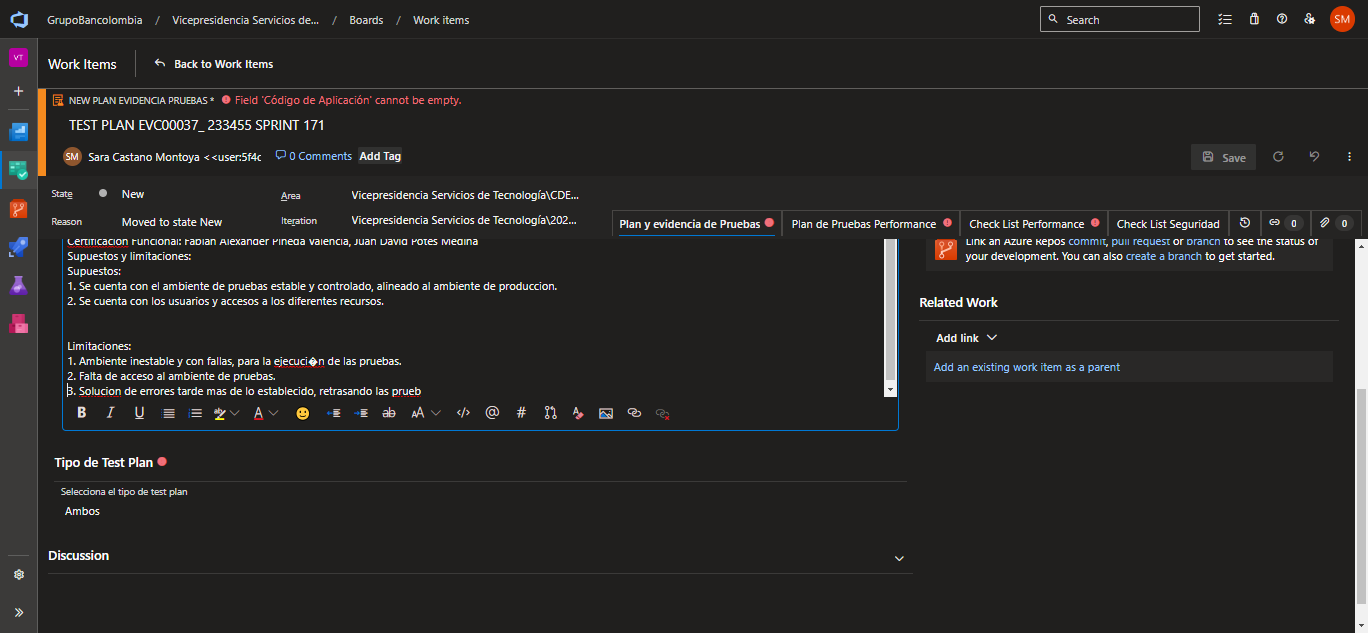 GrupoBancolombia / Vicepresidencia Servicios de... / Boards / Work items
Search
SM
VT
Work Items
Back to Work Items
NEW PLAN EVIDENCIA PRUEBAS * Field 'Código de Aplicación' cannot be empty.
TEST PLAN EVC00037_ 233455 SPRINT 171
SM Sara Castano Montoya < <user:5f4c
0 Comments
Add Tag
Save
State New
Area Vicepresidencia Servicios de Tecnología\CDE...
Reason Moved to state New
Iteration Vicepresidencia Servicios de Tecnología\202...
Plan y evidencia de Pruebas
Plan de Pruebas Performance
Check List Performance
Check List Seguridad
0
0
Certificacion Funcional: Fabian Alexander Pineda Valencia, Juan David Potes Medina
Supuestos y limitaciones:
Supuestos:
1. Se cuenta con el ambiente de pruebas estable y controlado, alineado al ambiente de produccion.
2. Se cuenta con los usuarios y accesos a los diferentes recursos.
Limitaciones:
1. Ambiente inestable y con fallas, para la ejecuci�n de las pruebas.
2. Falta de acceso al ambiente de pruebas.
3. Solucion de errores tarde mas de lo establecido, retrasando las prueb
B I U ab A ab AA </> @ # A
Tipo de Test Plan
Selecciona el tipo de test plan
Ambos
Discussion
Link an Azure Repos commit, pull request or branch to see the status of
your development. You can also create a branch to get started.
Related Work
Add link
Add an existing work item as a parent